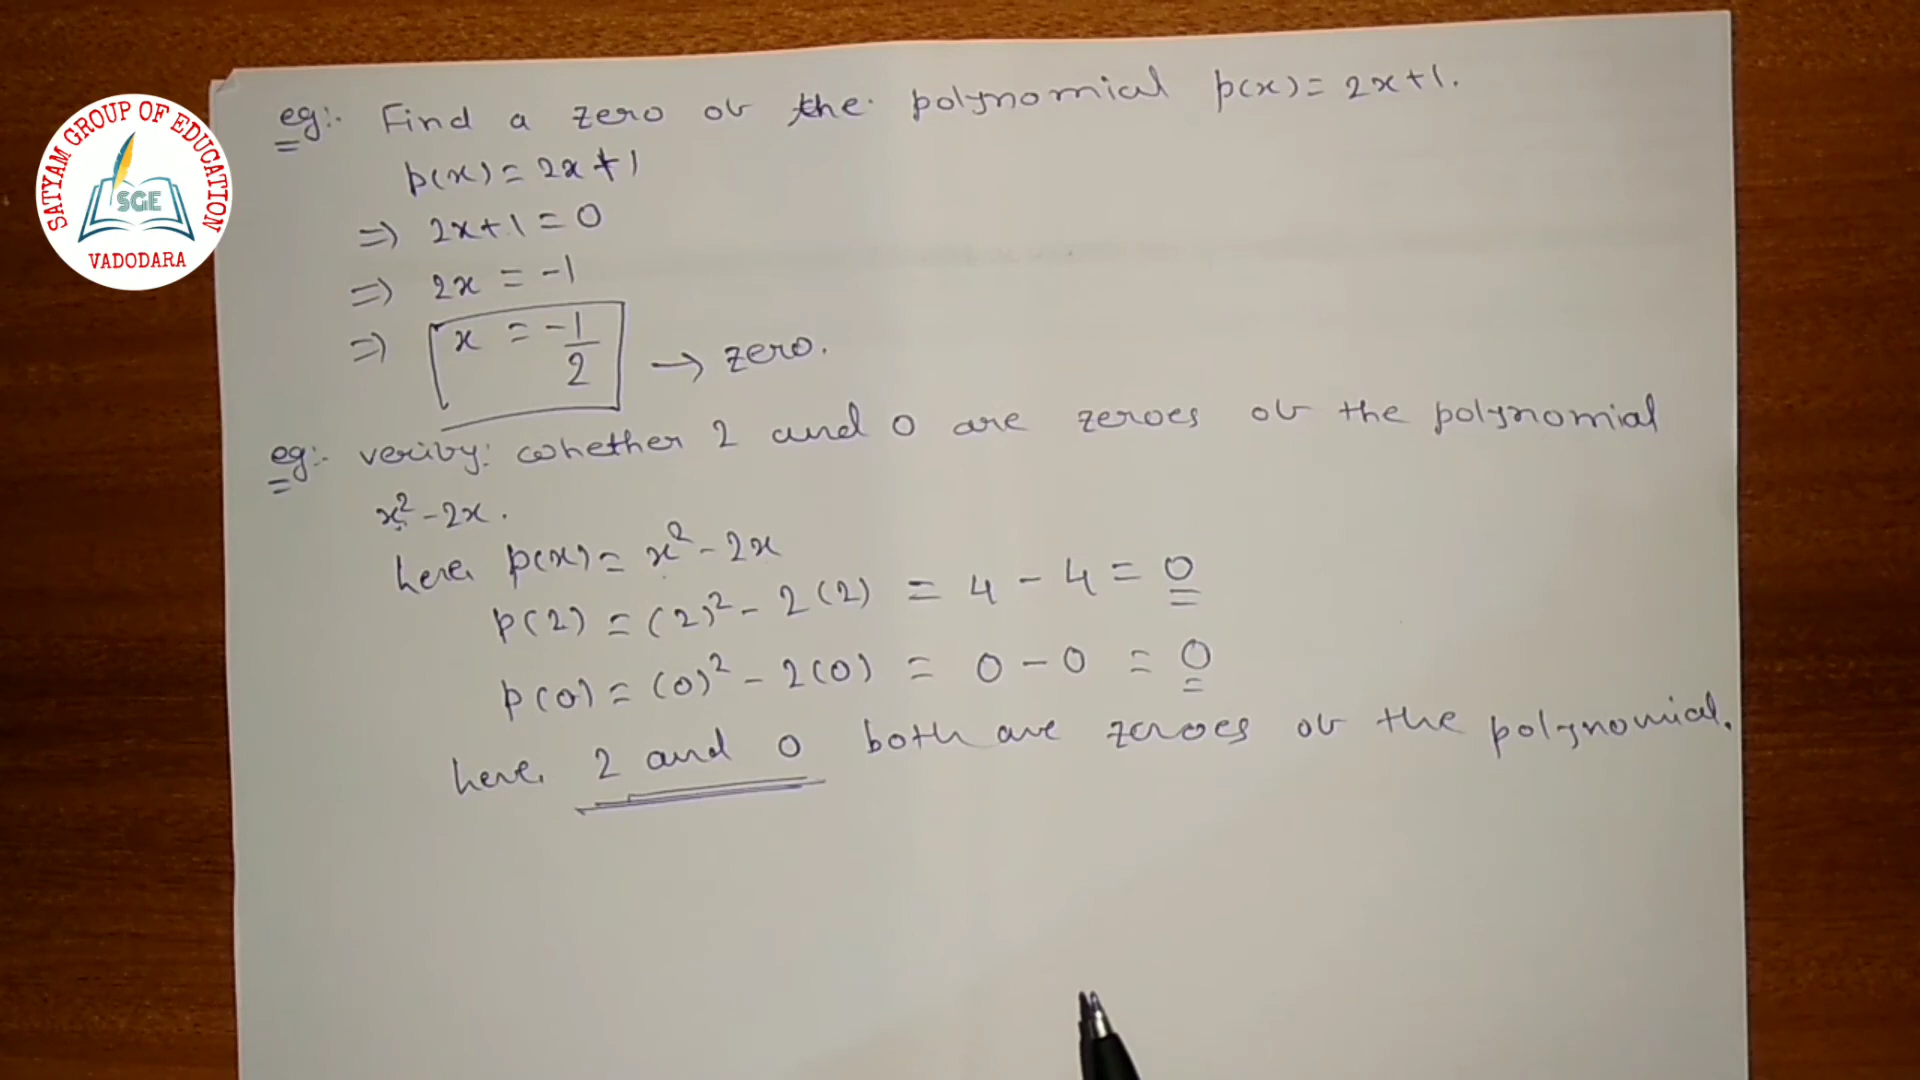 SATYAM GROUP OF EDUCATION
SGE
VADODARA
eg:- Find a zero of the polynomial p(x) = 2x+1.
p(x) = 2x+1
⇒ 2x+1 = 0
⇒ 2x = -1
⇒ x = -1/2 → zero.
eg:- verify: whether 2 and 0 are zeroes of the polynomial
x² - 2x.
here, p(x) = x² - 2x
p(2) = (2)² - 2(2) = 4 - 4 = 0
p(0) = (0)² - 2(0) = 0 - 0 = 0
here, 2 and 0 both are zeroes of the polynomial.